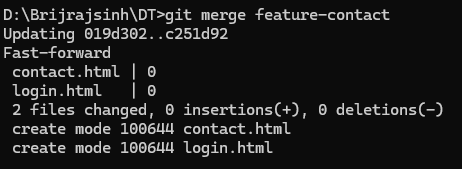 D:\Brijrajsinh\DT>git merge feature-contact
Updating 019d302..c251d92
Fast-forward
 contact.html | 0
 login.html   | 0
 2 files changed, 0 insertions(+), 0 deletions(-)
 create mode 100644 contact.html
 create mode 100644 login.html